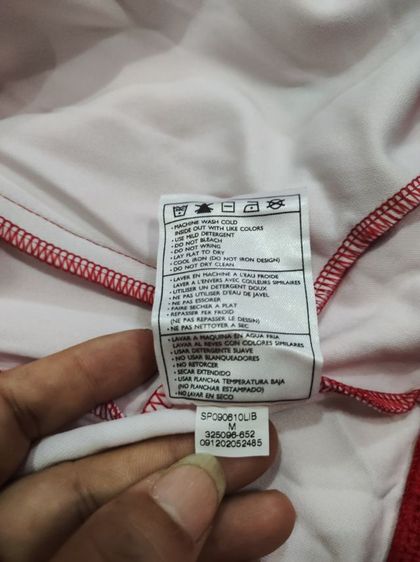 • MACHINE WASH COLD
INSIDE OUT WITH LIKE COLORS
• USE MILD DETERGENT
• DO NOT BLEACH
• DO NOT WRING
• LAY FLAT TO DRY
• COOL IRON (DO NOT IRON DESIGN)
• DO NOT DRY CLEAN
• LAVER EN MACHINE A L'EAU FROIDE
• LAVER A L'ENVERS AVEC COULEURS SIMILAIRES
• UTILISER UN DETERGENT DOUX
• NE PAS UTILISER D'EAU DE JAVEL
• NE PAS ESSORER
• FAIRE SECHER A PLAT
• REPASSER FER FROID
(NE PAS REPASSER LE DESSIN)
• NE PAS NETTOYER A SEC
• LAVAR A MAQUINA EN AGUA FRIA
LAVAR AL REVES CON COLORES SIMILARES
• USAR DETERGENTE SUAVE
• NO USAR BLANQUEADORES
• NO RETORCER
• SECAR EXTENDIDO
• USAR PLANCHA TEMPERATURA BAJA
(NO PLANCHAR ESTAMPADO)
• NO LAVAR EN SECO
SP090610LIB
M
325096-652
091202052485